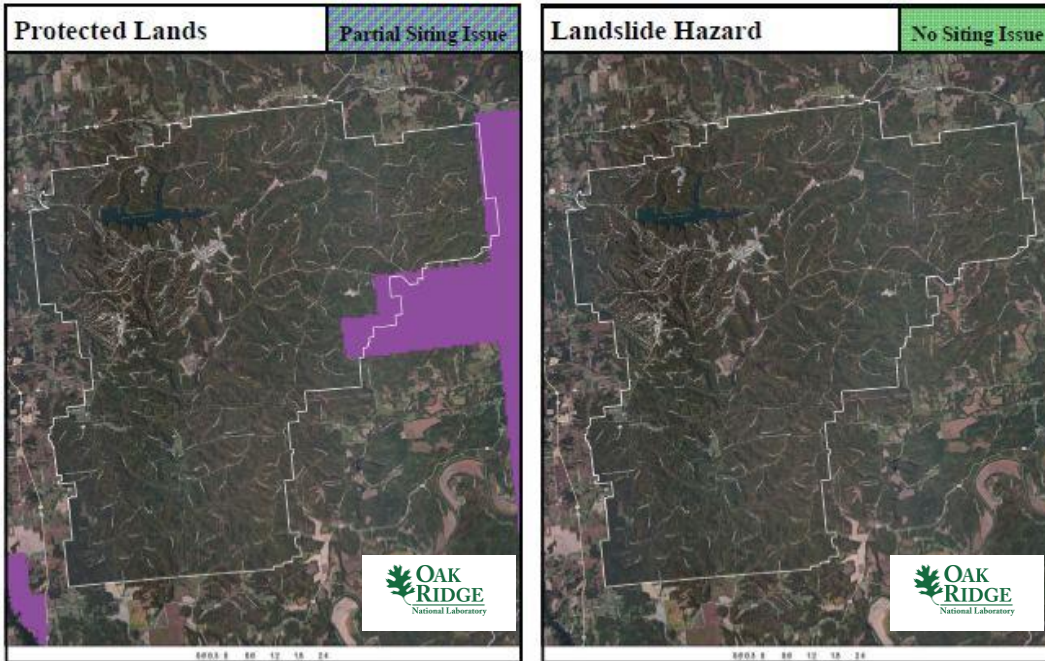 Protected Lands
Partial Siting Issue
OAK
RIDGE
National Laboratory
Landslide Hazard
No Siting Issue
OAK
RIDGE
National Laboratory